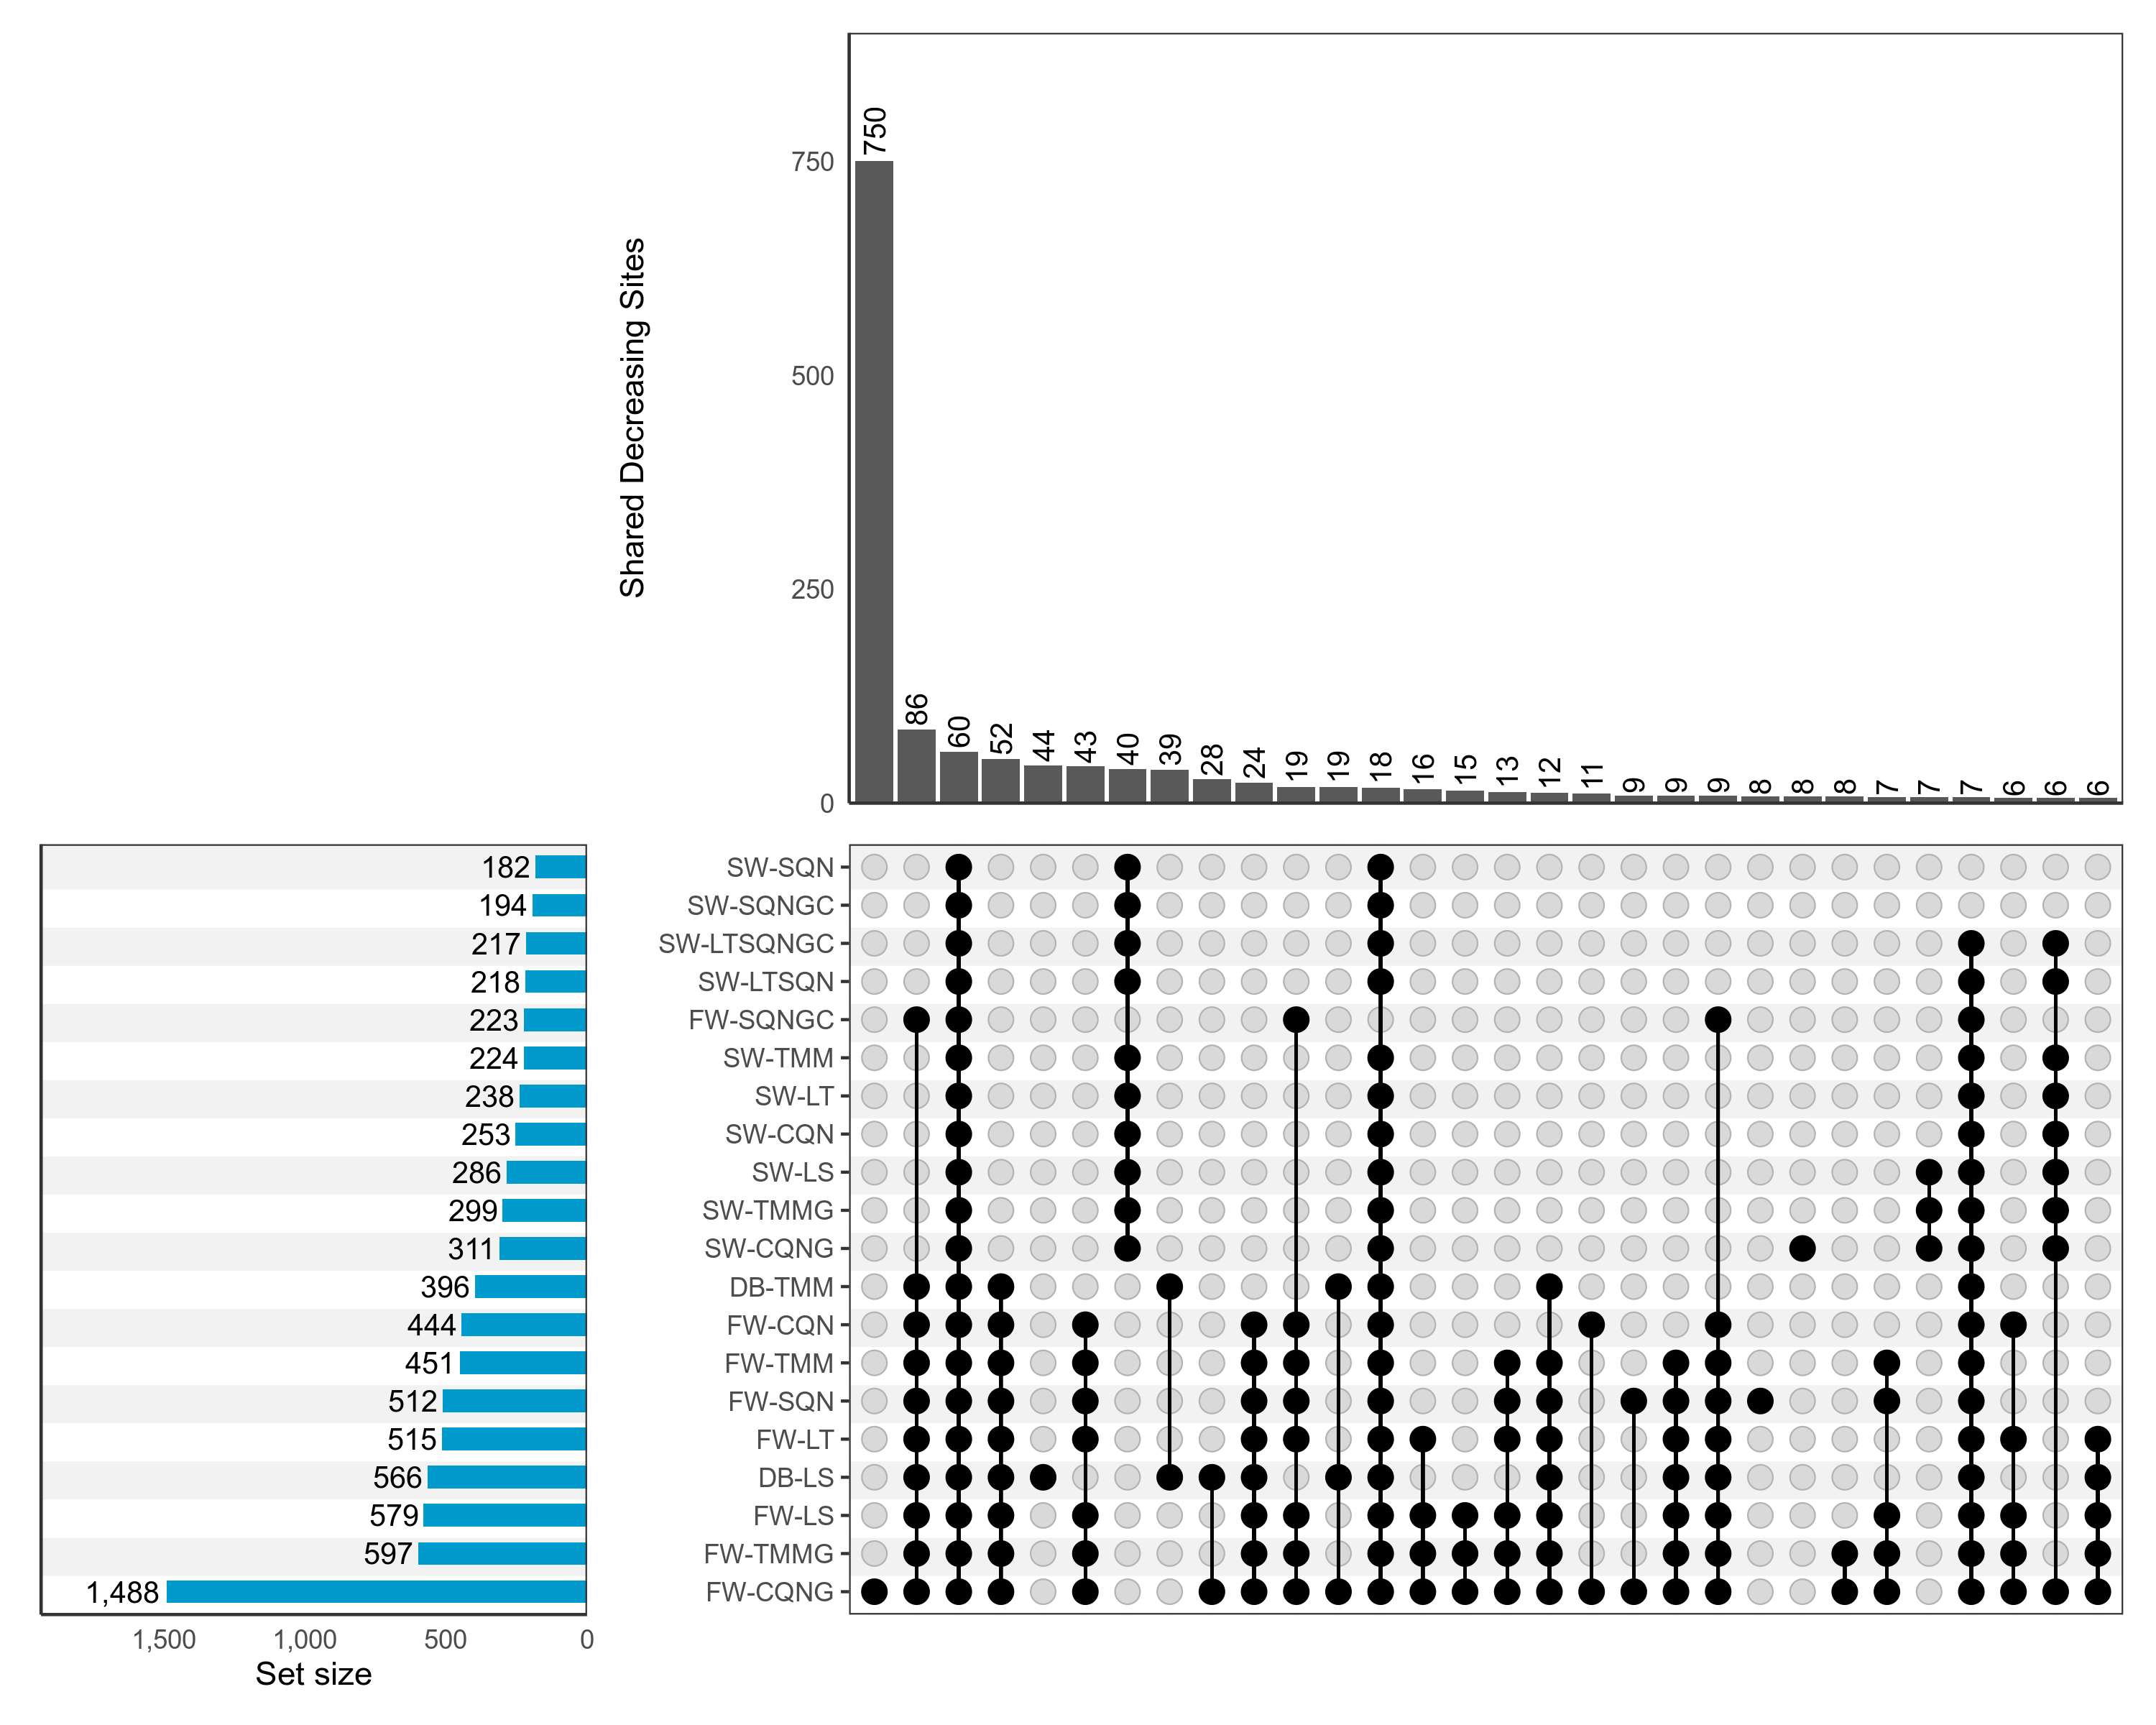 Shared Decreasing Sites
750
500
250
0
750
86
60
52
44
43
40
39
28
24
19
19
18
16
15
13
12
11
9
9
9
8
8
8
7
7
7
6
6
6
182
194
217
218
223
224
238
253
286
299
311
396
444
451
512
515
566
579
597
1,488
1,500 1,000 500 0
Set size
SW-SQN
SW-SQNGC
SW-LTSQNGC
SW-LTSQN
FW-SQNGC
SW-TMM
SW-LT
SW-CQN
SW-LS
SW-TMMG
SW-CQNG
DB-TMM
FW-CQN
FW-TMM
FW-SQN
FW-LT
DB-LS
FW-LS
FW-TMMG
FW-CQNG